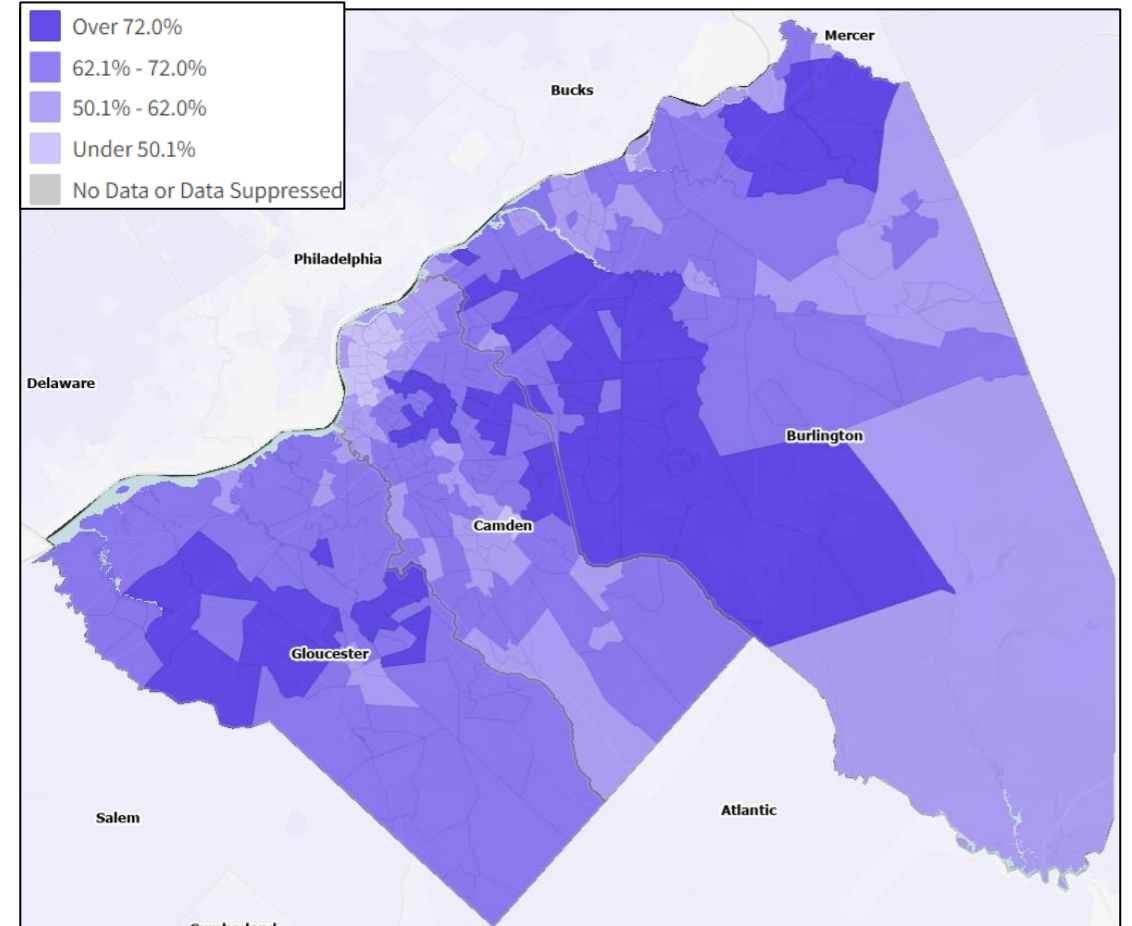 Over 72.0%
62.1% - 72.0%
50.1% - 62.0%
Under 50.1%
No Data or Data Suppressed
Mercer
Bucks
Philadelphia
Delaware
Burlington
Camden
Gloucester
Salem
Atlantic